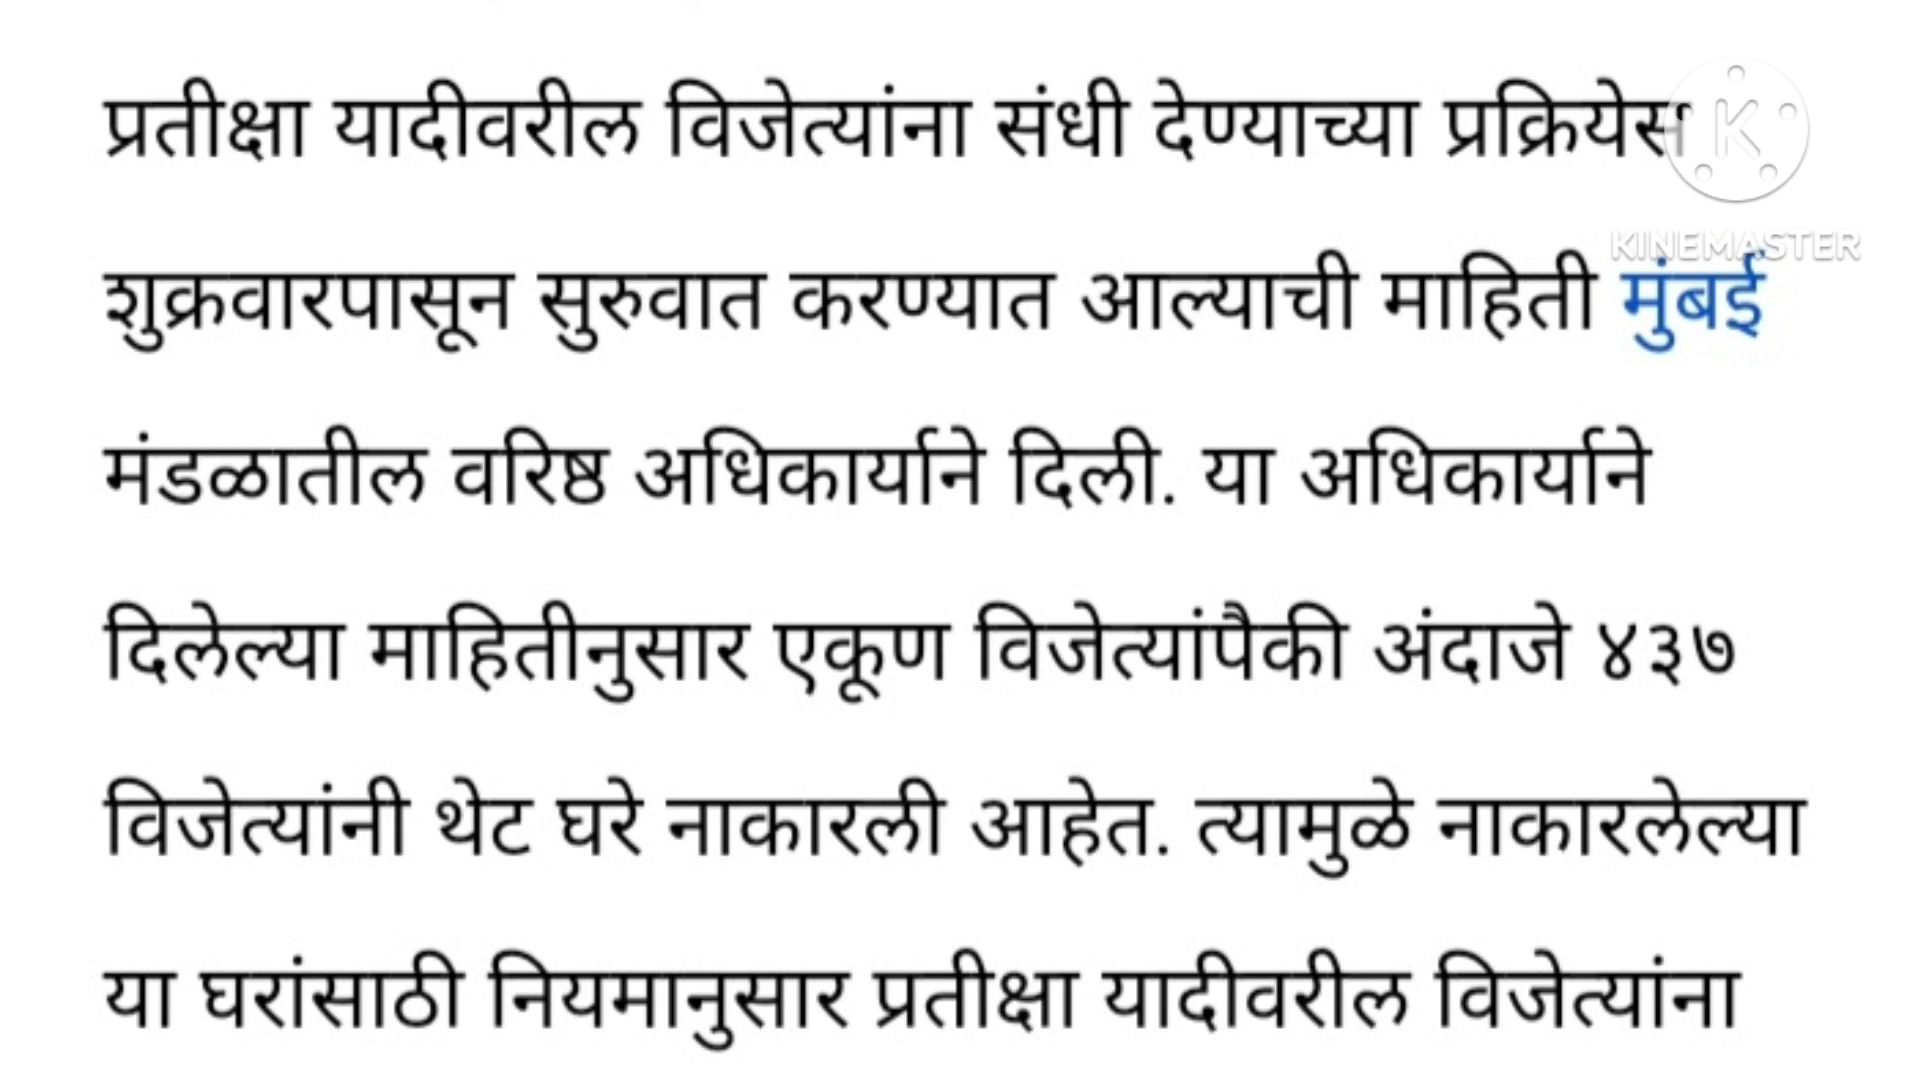 प्रतीक्षा यादीवरील विजेत्यांना संधी देण्याच्या प्रक्रियेस
K
KINEMASTER
शुक्रवारपासून सुरुवात करण्यात आल्याची माहिती मुंबई
मंडळातील वरिष्ठ अधिकार्याने दिली. या अधिकार्याने
दिलेल्या माहितीनुसार एकूण विजेत्यांपैकी अंदाजे ४३७
विजेत्यांनी थेट घरे नाकारली आहेत. त्यामुळे नाकारलेल्या
या घरांसाठी नियमानुसार प्रतीक्षा यादीवरील विजेत्यांना